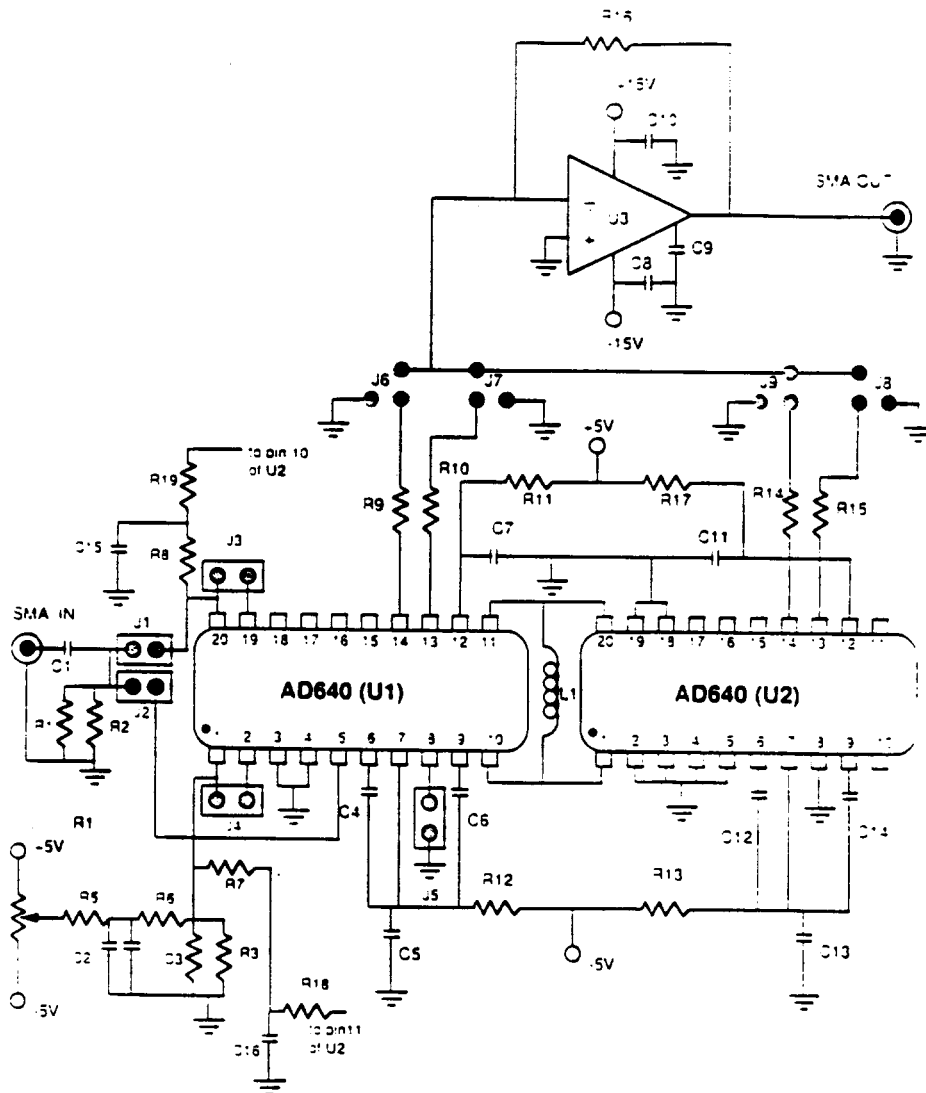 +15V
SMA OUT
U3
C9
C8
-15V
J6
J7
J9
J8
+5V
to pin 10
of U2
R19
R10
R9
R11
R17
R14
R15
C15
R8
J3
C7
C11
SMA IN
J1
C1
20 19 18 17 16 15 14 13 12 11
20 19 18 17 16 15 14 13 12 11
AD640 (U1)
L1
AD640 (U2)
J2
R1
R2
1 2 3 4 5 6 7 8 9 10
1 2 3 4 5 6 7 8 9 10
C4
C6
J4
R1
C12
C14
R7
J5
R12
R13
R5
R6
C2
C3
R3
C5
C13
-5V
-5V
R18
to pin11
of U2
C16